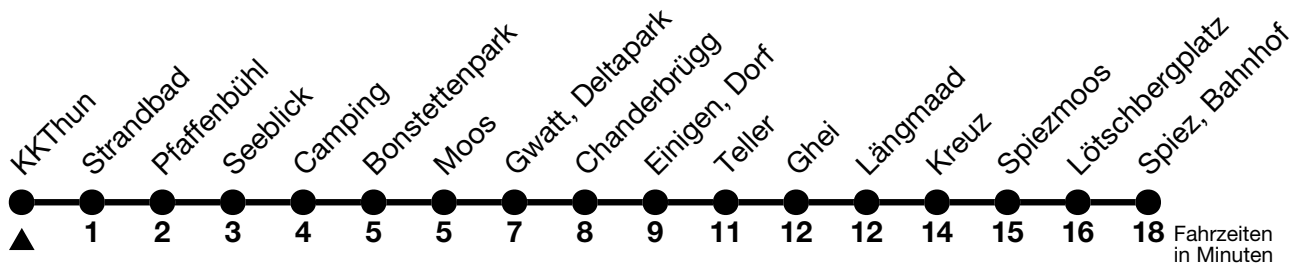 KKThun
Strandbad
Pfaffenbühl
Seeblick
Camping
Bonstettenpark
Moos
Gwatt, Deltapark
Chanderbrügg
Einigen, Dorf
Teller
Ghei
Längmaad
Kreuz
Spiezmoos
Lötschbergplatz
Spiez, Bahnhof
1 2 3 4 5 5 7 8 9 11 12 12 14 15 16 18 Fahrzeiten
in Minuten